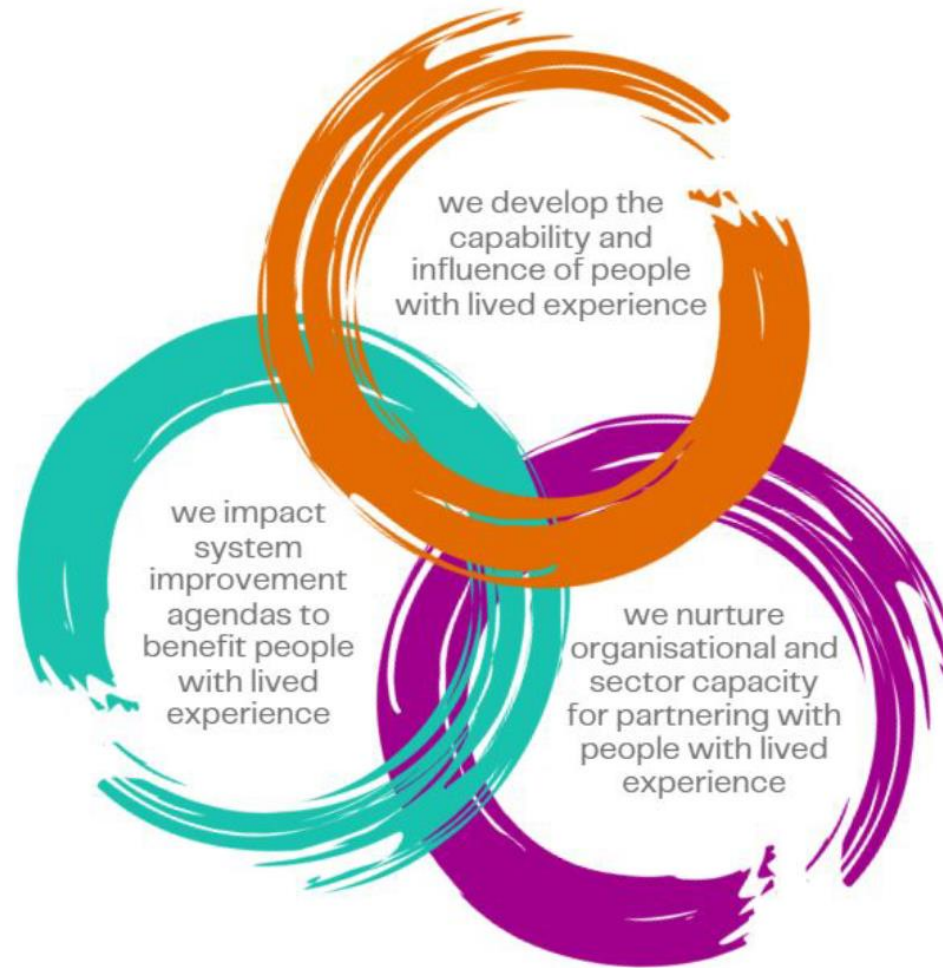 we develop the
capability and
influence of people
with lived experience
we impact
system
improvement
agendas to
benefit people
with lived
experience
we nurture
organisational and
sector capacity
for partnering with
people with lived
experience